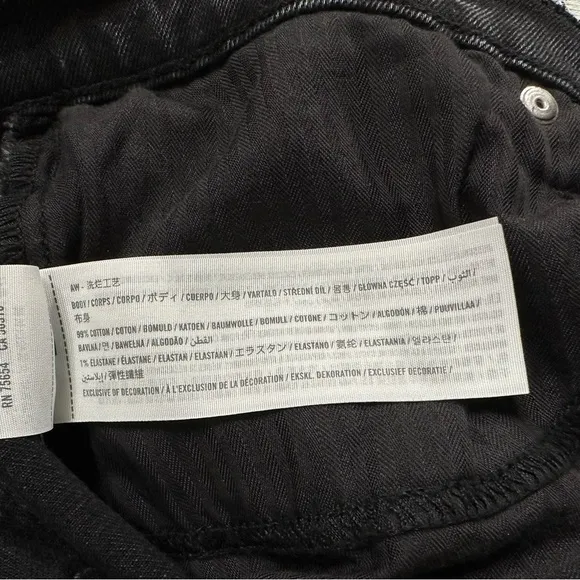 AW - 洗烂工艺
BODY / CORPS / CORPO / ボディ / CUERPO / 大身 / VARTALO / STŘEDNÍ DÍL / 몸통 / GŁÓWNA CZĘŚĆ / TOPP / الثوب /
布身
99% COTTON / COTON / BOMULD / KATOEN / BAUMWOLLE / BOMULL / COTONE / コットン / ALGODÓN / 棉 / PUUVILLAA /
BAVLNA / 면 / BAWEŁNA / ALGODÃO / القطن
1% ELASTANE / ÉLASTANE / ELASTAN / ELASTAAN / エラスタン / ELASTANO / 氨纶 / ELASTAANIA / 엘라스탄 /
إيلاستين / 彈性纖維
EXCLUSIVE OF DECORATION / À L'EXCLUSION DE LA DÉCORATION / EKSKL. DEKORATION / EXCLUSIEF DECORATIE /
RN 75654 CA